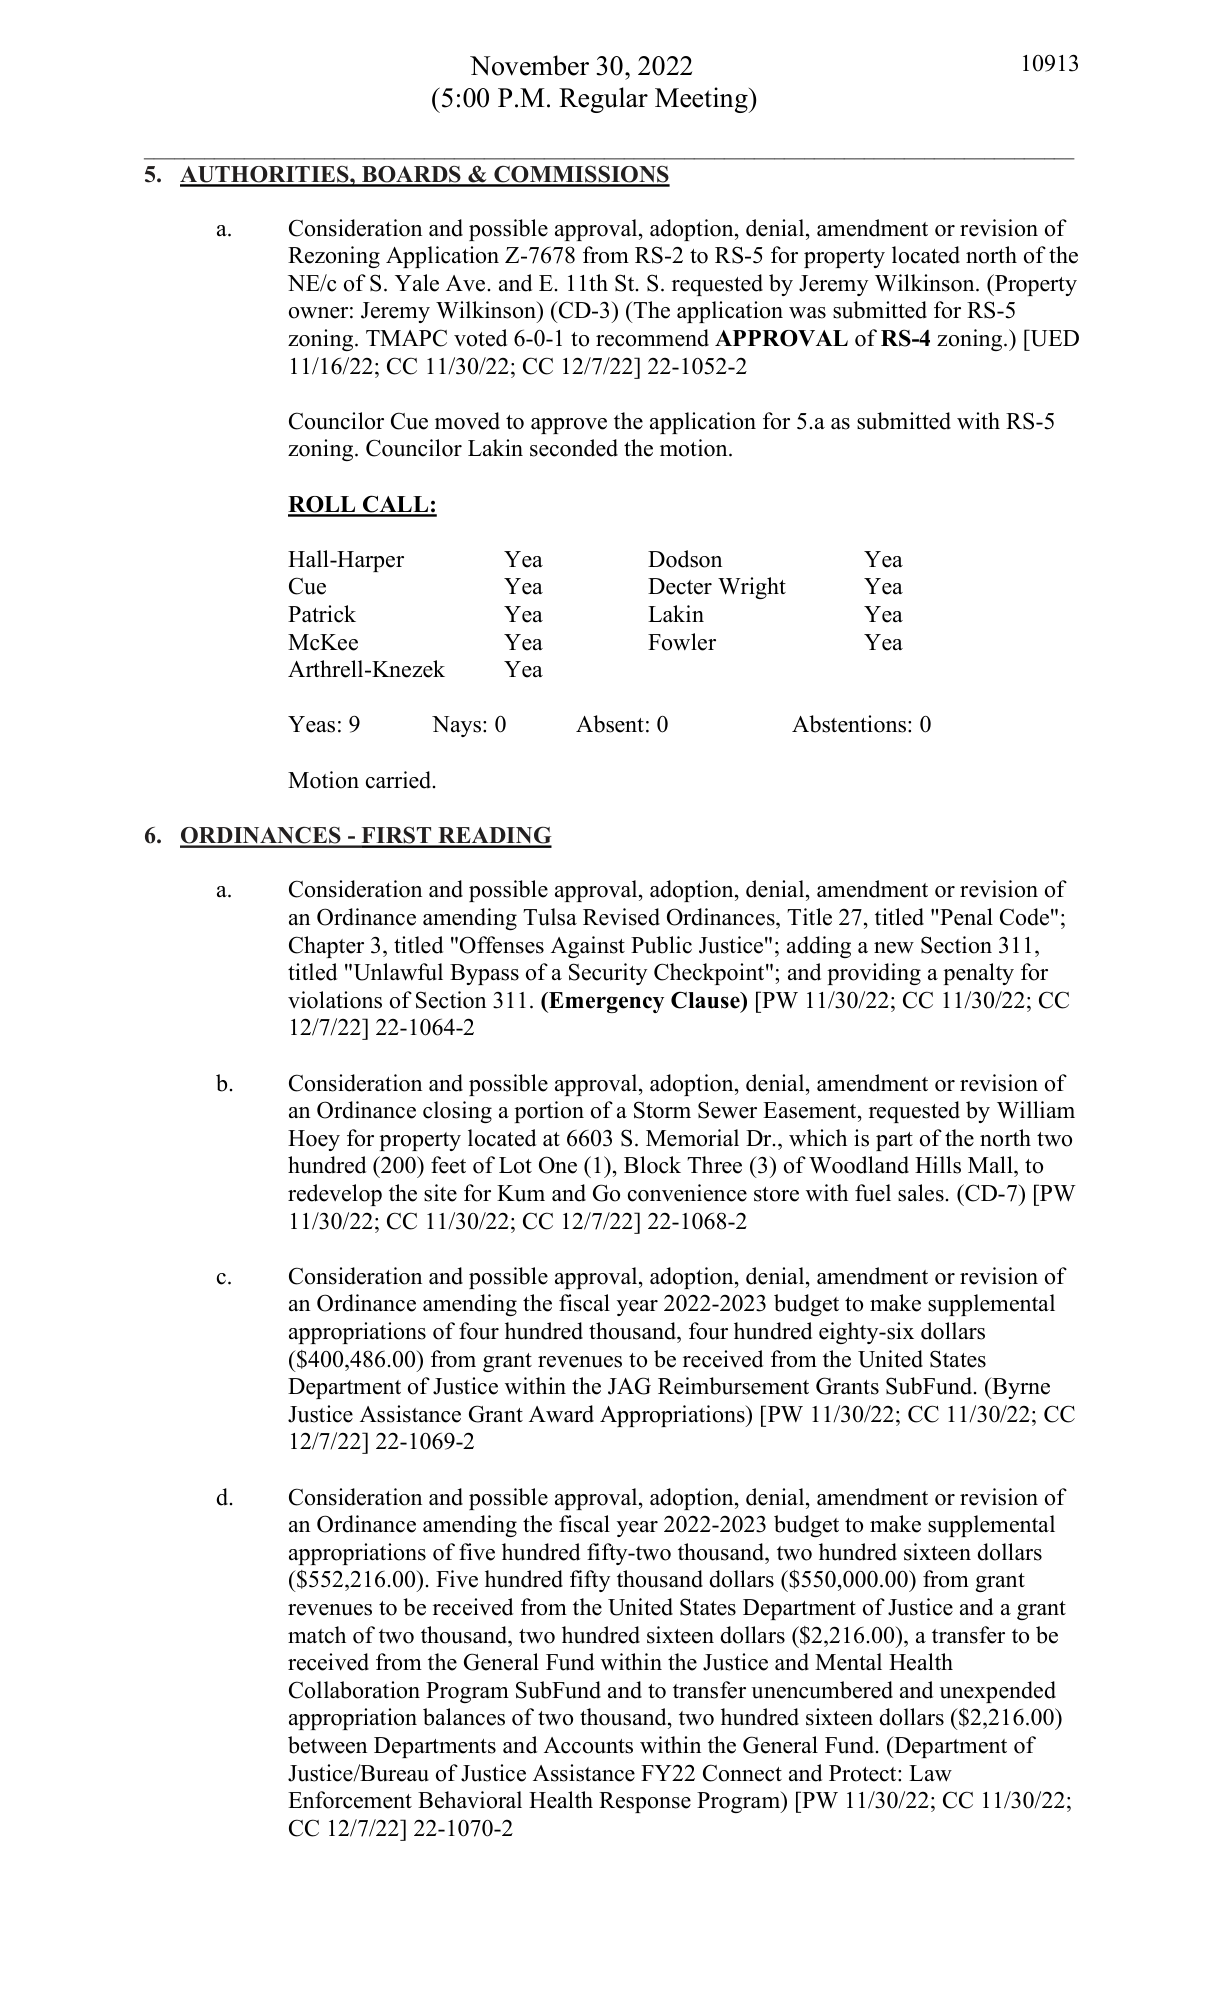 November 30, 2022
10913
(5:00 P.M. Regular Meeting)
5. AUTHORITIES, BOARDS & COMMISSIONS
a. Consideration and possible approval, adoption, denial, amendment or revision of
Rezoning Application Z-7678 from RS-2 to RS-5 for property located north of the
NE/c of S. Yale Ave. and E. 11th St. S. requested by Jeremy Wilkinson. (Property
owner: Jeremy Wilkinson) (CD-3) (The application was submitted for RS-5
zoning. TMAPC voted 6-0-1 to recommend APPROVAL of RS-4 zoning.) [UED
11/16/22; CC 11/30/22; CC 12/7/22] 22-1052-2
Councilor Cue moved to approve the application for 5.a as submitted with RS-5
zoning. Councilor Lakin seconded the motion.
ROLL CALL:
Hall-Harper Yea Dodson Yea
Cue Yea Decter Wright Yea
Patrick Yea Lakin Yea
McKee Yea Fowler Yea
Arthrell-Knezek Yea
Yeas: 9 Nays: 0 Absent: 0 Abstentions: 0
Motion carried.
6. ORDINANCES - FIRST READING
a. Consideration and possible approval, adoption, denial, amendment or revision of
an Ordinance amending Tulsa Revised Ordinances, Title 27, titled "Penal Code";
Chapter 3, titled "Offenses Against Public Justice"; adding a new Section 311,
titled "Unlawful Bypass of a Security Checkpoint"; and providing a penalty for
violations of Section 311. (Emergency Clause) [PW 11/30/22; CC 11/30/22; CC
12/7/22] 22-1064-2
b. Consideration and possible approval, adoption, denial, amendment or revision of
an Ordinance closing a portion of a Storm Sewer Easement, requested by William
Hoey for property located at 6603 S. Memorial Dr., which is part of the north two
hundred (200) feet of Lot One (1), Block Three (3) of Woodland Hills Mall, to
redevelop the site for Kum and Go convenience store with fuel sales. (CD-7) [PW
11/30/22; CC 11/30/22; CC 12/7/22] 22-1068-2
c. Consideration and possible approval, adoption, denial, amendment or revision of
an Ordinance amending the fiscal year 2022-2023 budget to make supplemental
appropriations of four hundred thousand, four hundred eighty-six dollars
($400,486.00) from grant revenues to be received from the United States
Department of Justice within the JAG Reimbursement Grants SubFund. (Byrne
Justice Assistance Grant Award Appropriations) [PW 11/30/22; CC 11/30/22; CC
12/7/22] 22-1069-2
d. Consideration and possible approval, adoption, denial, amendment or revision of
an Ordinance amending the fiscal year 2022-2023 budget to make supplemental
appropriations of five hundred fifty-two thousand, two hundred sixteen dollars
($552,216.00). Five hundred fifty thousand dollars ($550,000.00) from grant
revenues to be received from the United States Department of Justice and a grant
match of two thousand, two hundred sixteen dollars ($2,216.00), a transfer to be
received from the General Fund within the Justice and Mental Health
Collaboration Program SubFund and to transfer unencumbered and unexpended
appropriation balances of two thousand, two hundred sixteen dollars ($2,216.00)
between Departments and Accounts within the General Fund. (Department of
Justice/Bureau of Justice Assistance FY22 Connect and Protect: Law
Enforcement Behavioral Health Response Program) [PW 11/30/22; CC 11/30/22;
CC 12/7/22] 22-1070-2